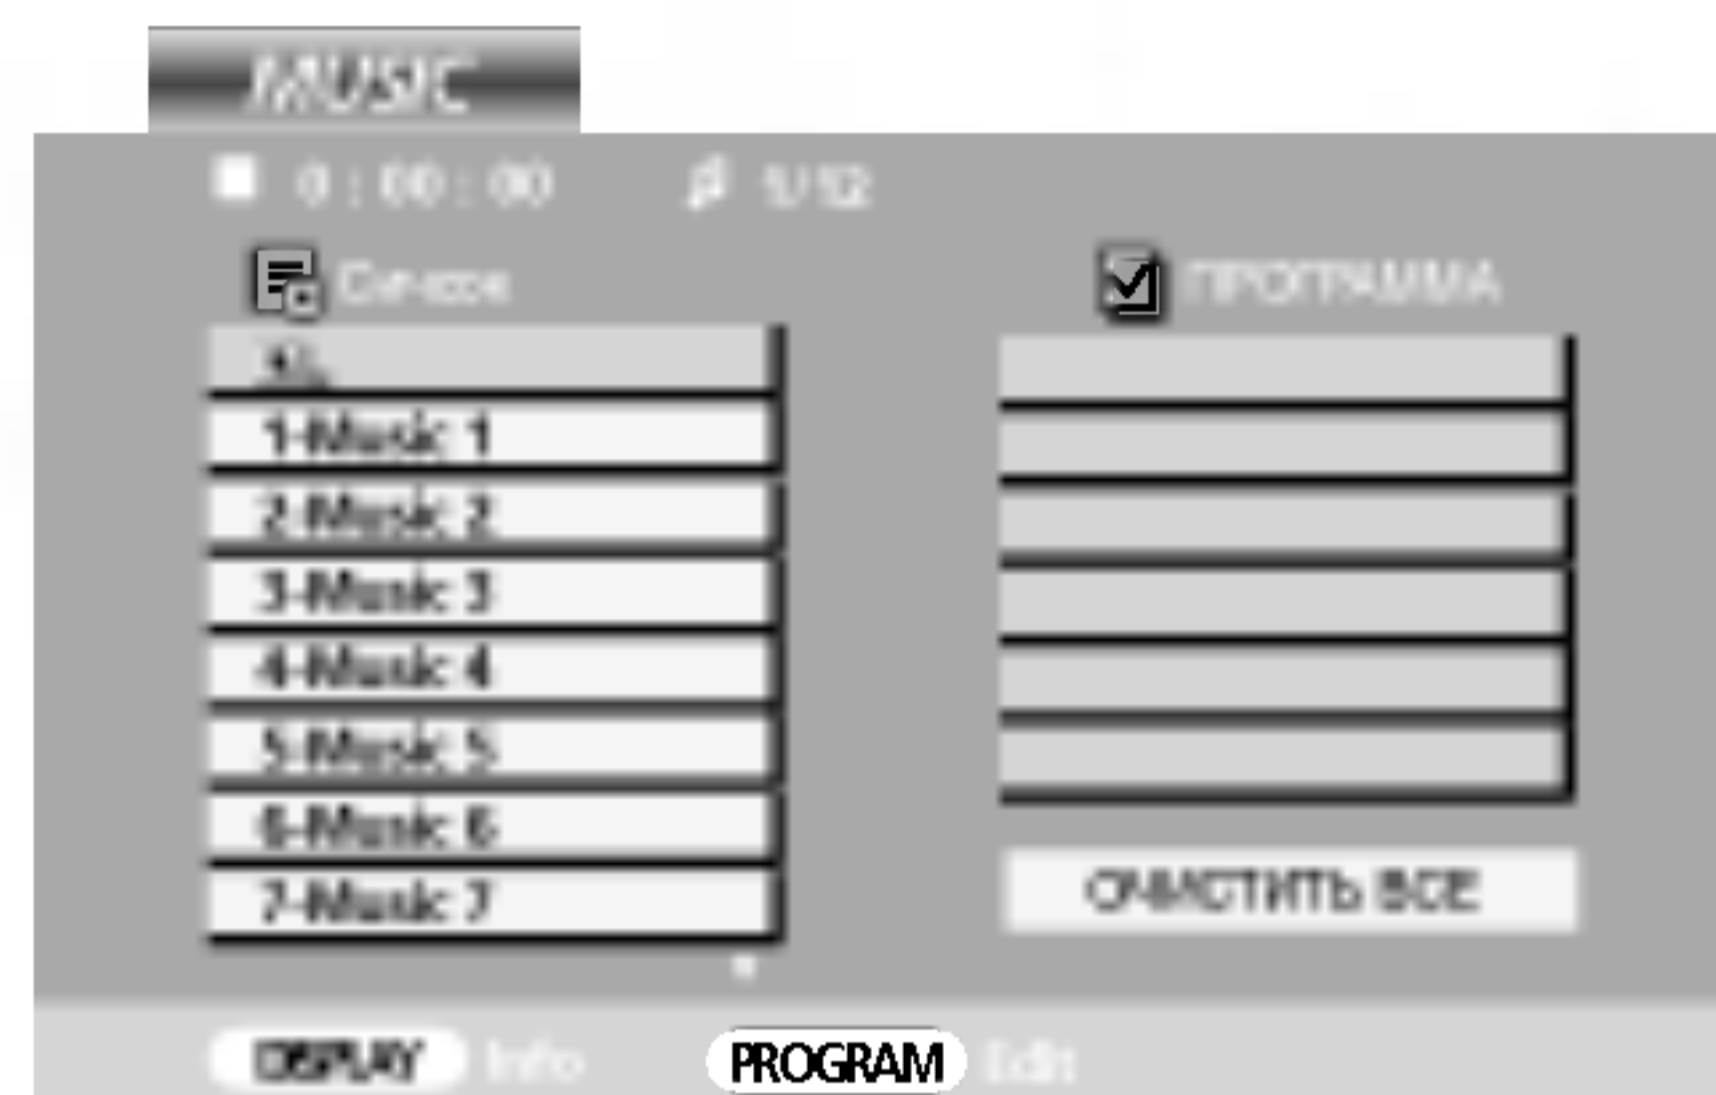 MUSIC
0 : 00 : 00 1/12
Список ПРОГРАММА
1-Music 1
2-Music 2
3-Music 3
4-Music 4
5-Music 5
6-Music 6
7-Music 7
ОЧИСТИТЬ ВСЕ
DISPLAY Info PROGRAM Edit